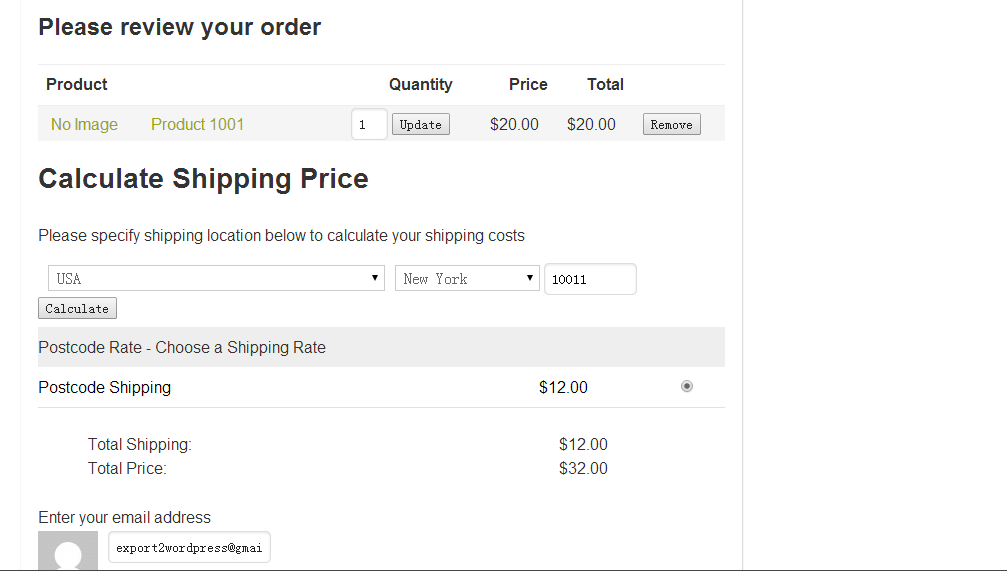 Please review your order
Product Quantity Price Total
No Image Product 1001 1 Update $20.00 $20.00 Remove
Calculate Shipping Price
Please specify shipping location below to calculate your shipping costs
USA New York 10011
Calculate
Postcode Rate - Choose a Shipping Rate
Postcode Shipping $12.00
Total Shipping: $12.00
Total Price: $32.00
Enter your email address
export2wordpress@gmai